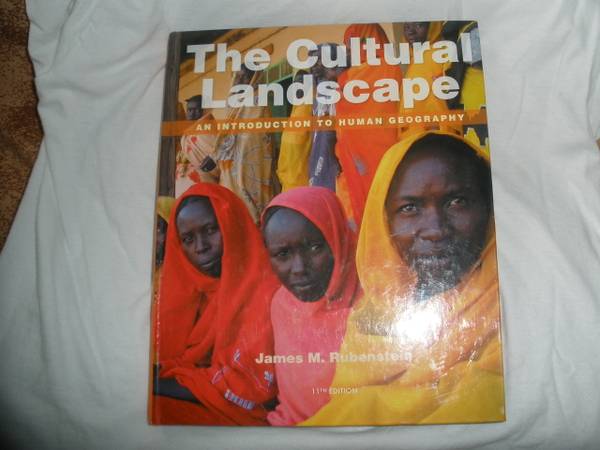 The Cultural
Landscape
AN INTRODUCTION TO HUMAN GEOGRAPHY
James M. Rubenstein
11TH EDITION